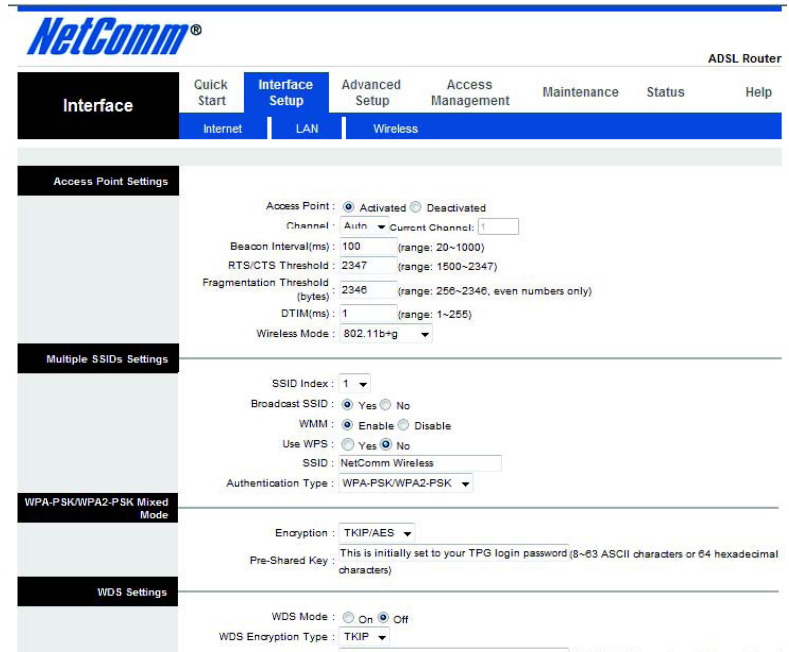 NetComm®
ADSL Router
Interface
Quick Start
Interface Setup
Advanced Setup
Access Management
Maintenance
Status
Help
Internet
LAN
Wireless
Access Point Settings
Access Point : Activated Deactivated
Channel : Auto Current Channel: 1
Beacon Interval(ms) : 100 (range: 20~1000)
RTS/CTS Threshold : 2347 (range: 1500~2347)
Fragmentation Threshold (bytes) : 2346 (range: 256~2346, even numbers only)
DTIM(ms) : 1 (range: 1~255)
Wireless Mode : 802.11b+g
Multiple SSIDs Settings
SSID Index : 1
Broadcast SSID : Yes No
WMM : Enable Disable
Use WPS : Yes No
SSID : NetComm Wireless
Authentication Type : WPA-PSK/WPA2-PSK
WPA-PSK/WPA2-PSK Mixed Mode
Encryption : TKIP/AES
Pre-Shared Key : This is initially set to your TPG login password (8~63 ASCII characters or 64 hexadecimal characters)
WDS Settings
WDS Mode : On Off
WDS Encryption Type : TKIP